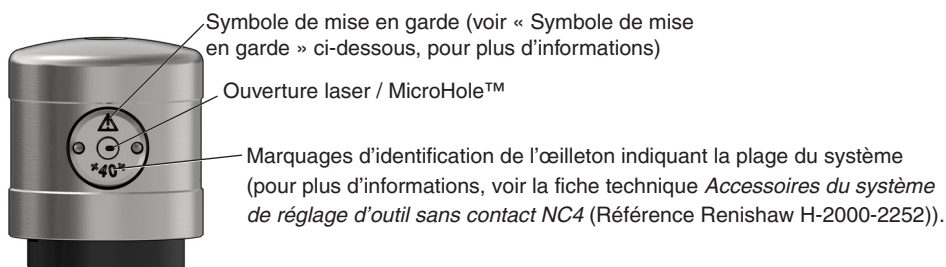 Symbole de mise en garde (voir « Symbole de mise
en garde » ci-dessous, pour plus d'informations)
Ouverture laser / MicroHole™
Marquages d'identification de l'œilleton indiquant la plage du système
(pour plus d'informations, voir la fiche technique Accessoires du système
de réglage d'outil sans contact NC4 (Référence Renishaw H-2000-2252)).